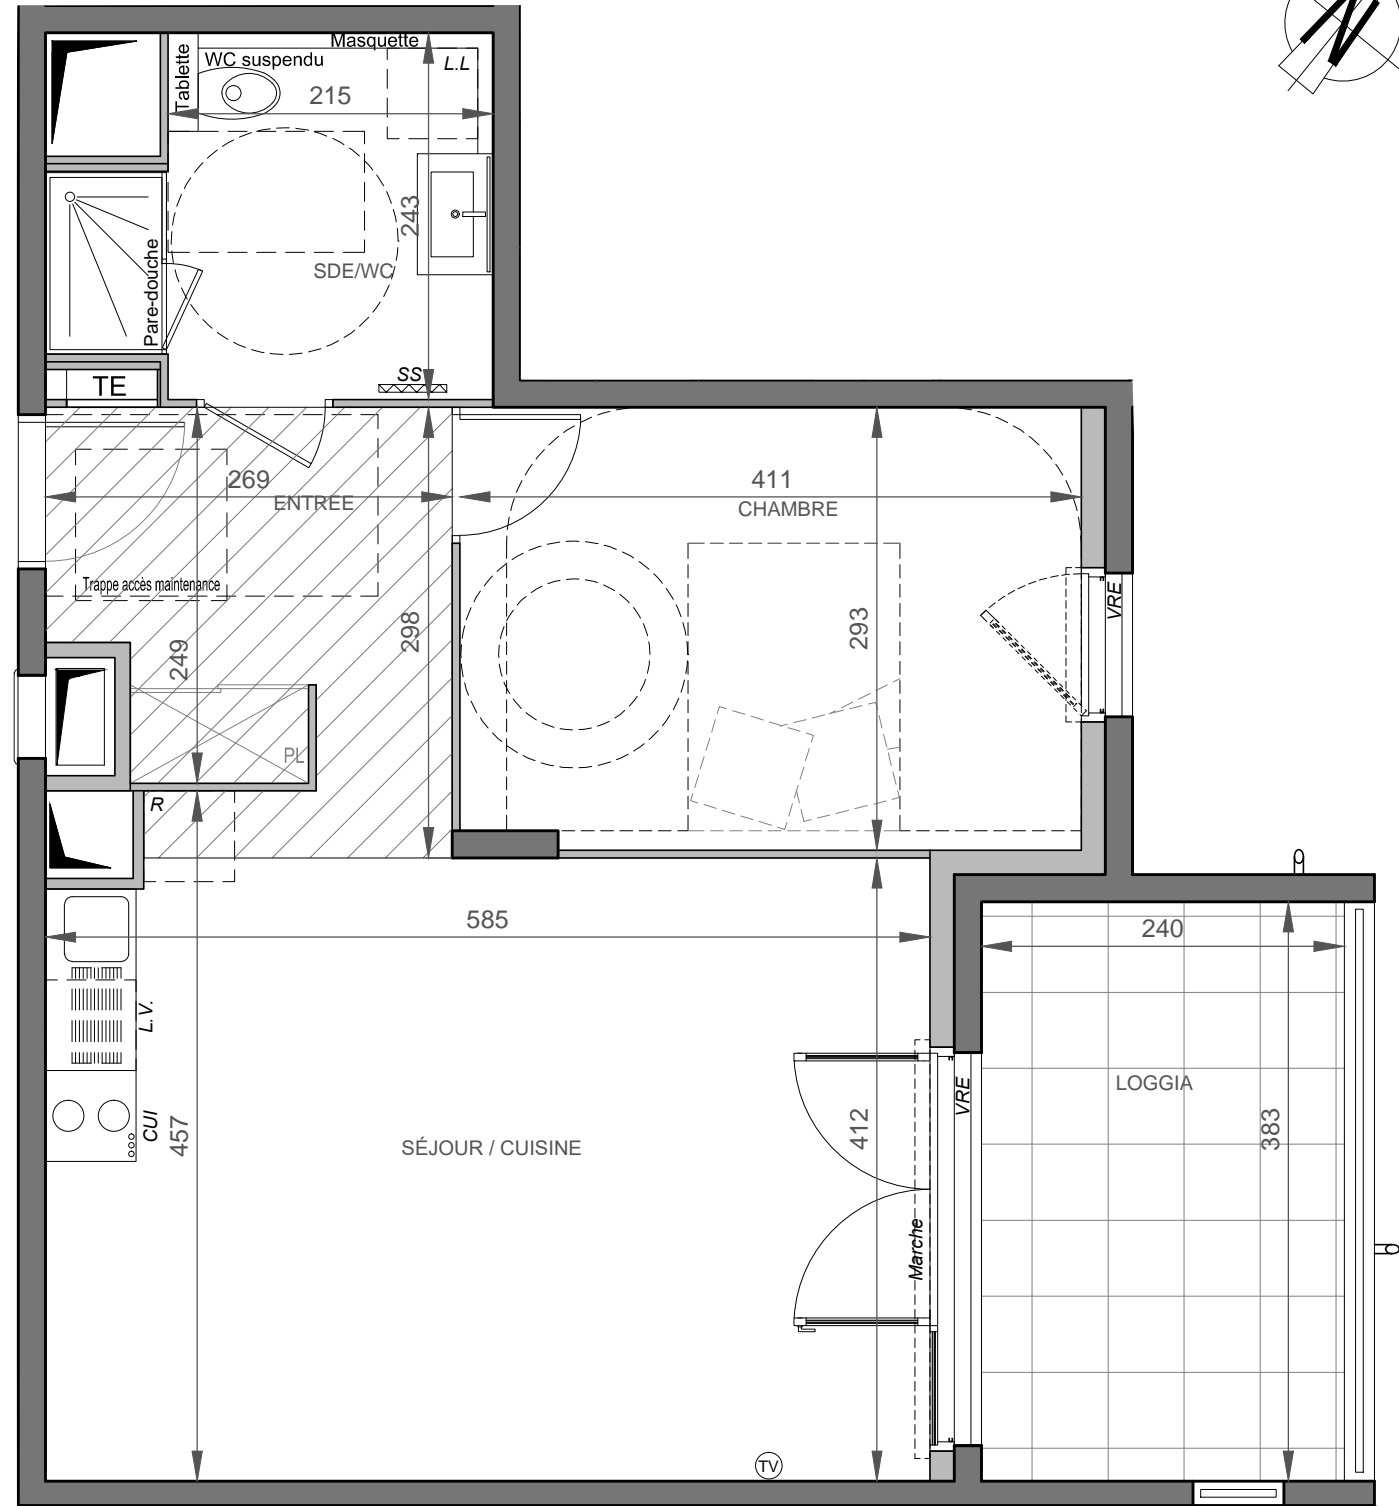 Masquette
Tablette
WC suspendu
L.L
215
243
SDE/WC
Pare-douche
SS
TE
269
ENTREE
411
CHAMBRE
Trappe accès maintenance
VRE
298
293
249
PL
R
585
240
L.V.
LOGGIA
VRE
CUI
457
412
383
SÉJOUR / CUISINE
Marche
TV